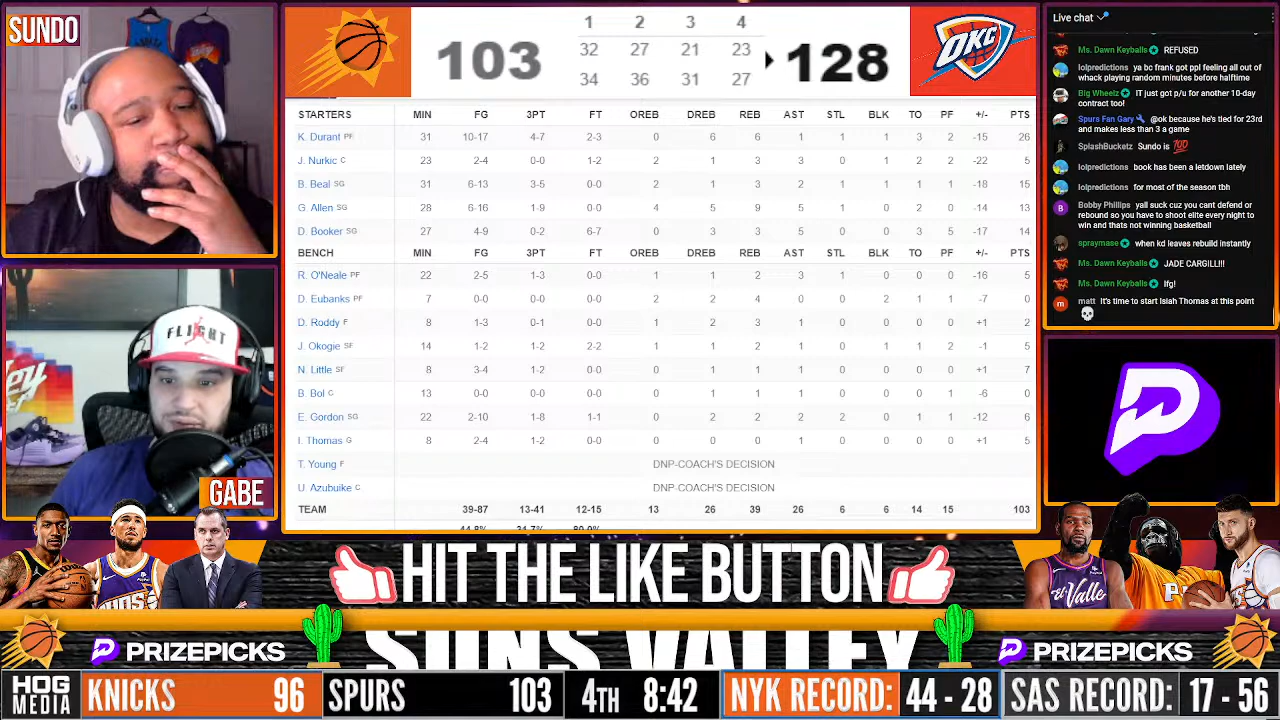 SUNDO
103
1 2 3 4
32 27 21 23
34 36 31 27
128
OKC
STARTERS MIN FG 3PT FT OREB DREB REB AST STL BLK TO PF +/- PTS
K. Durant PF 31 10-17 4-7 2-3 0 6 6 1 1 1 3 2 -15 26
J. Nurkic C 23 2-4 0-0 1-2 2 1 3 3 0 1 2 2 -22 5
B. Beal SG 31 6-13 3-5 0-0 2 1 3 2 1 1 1 1 -18 15
G. Allen SG 28 6-16 1-9 0-0 4 5 9 5 1 0 2 0 -14 13
D. Booker SG 27 4-9 0-2 6-7 0 3 3 5 0 0 3 5 -17 14
BENCH MIN FG 3PT FT OREB DREB REB AST STL BLK TO PF +/- PTS
R. O'Neale PF 22 2-5 1-3 0-0 1 1 2 3 1 0 0 0 -16 5
D. Eubanks PF 7 0-0 0-0 0-0 2 2 4 0 0 2 1 1 -7 0
D. Roddy F 8 1-3 0-1 0-0 1 2 3 1 0 0 0 0 +1 2
J. Okogie SF 14 1-2 1-2 2-2 1 1 2 1 0 1 1 2 -1 5
N. Little SF 8 3-4 1-2 0-0 0 1 1 1 0 0 0 0 +1 7
B. Bol C 13 0-0 0-0 0-0 0 1 1 1 0 0 0 1 -6 0
E. Gordon SG 22 2-10 1-8 1-1 0 2 2 2 2 0 1 1 -12 6
I. Thomas G 8 2-4 1-2 0-0 0 0 0 1 0 0 0 0 +1 5
T. Young F DNP-COACH'S DECISION
U. Azubuike C DNP-COACH'S DECISION
TEAM 39-87 13-41 12-15 13 26 39 26 6 6 14 15 103
44.8% 31.7% 80.0%
Live chat
Ms. Dawn Keyballs REFUSED
lolpredictions ya bc frank got ppl feeling all out of
whack playing random minutes before halftime
Big Wheelz IT just got p/u for another 10-day
contract too!
Spurs Fan Gary @ok because he's tied for 23rd
and makes less than 3 a game
SplashBucketz Sundo is 💯
lolpredictions book has been a letdown lately
lolpredictions for most of the season tbh
B Bobby Phillips yall suck cuz you cant defend or
rebound so you have to shoot elite every night to
win and thats not winning basketball
spraymase when kd leaves rebuild instantly
Ms. Dawn Keyballs JADE CARGILL!!!
Ms. Dawn Keyballs lfg!
m matt It's time to start Isiah Thomas at this point
💀
FLIGHT
GABE
HIT THE LIKE BUTTON
SUNS VALLEY
PRIZEPICKS
PRIZEPICKS
HOG
MEDIA
KNICKS 96 SPURS 103 4TH 8:42 NYK RECORD: 44 - 28 SAS RECORD: 17 - 56